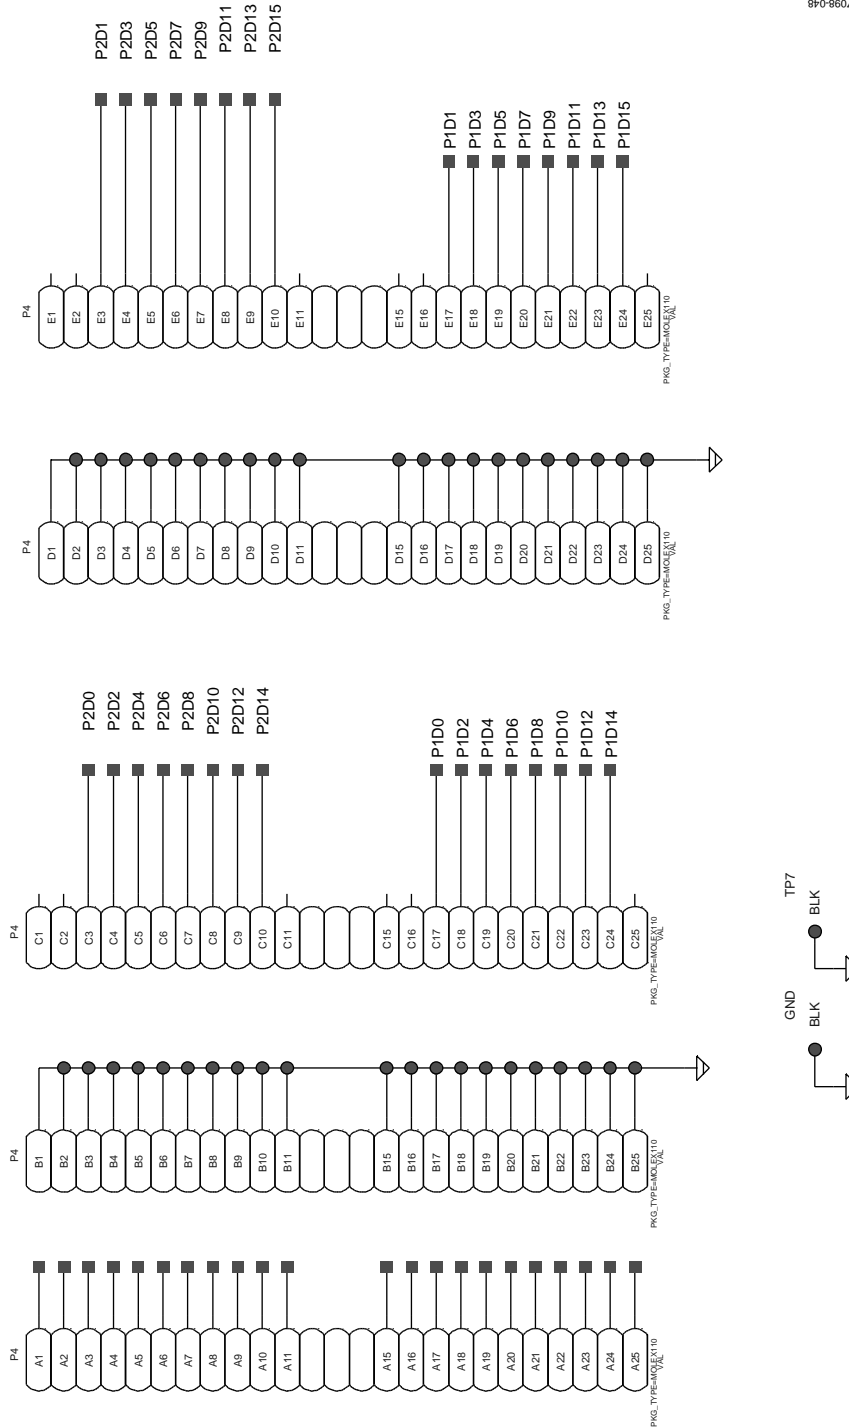 7098-048
P2D1
P2D3
P2D5
P2D7
P2D9
P2D11
P2D13
P2D15
P1D1
P1D3
P1D5
P1D7
P1D9
P1D11
P1D13
P1D15
P4
E1
E2
E3
E4
E5
E6
E7
E8
E9
E10
E11
E15
E16
E17
E18
E19
E20
E21
E22
E23
E24
E25
PKG_TYPE=MOLEX110
VAL
P4
D1
D2
D3
D4
D5
D6
D7
D8
D9
D10
D11
D15
D16
D17
D18
D19
D20
D21
D22
D23
D24
D25
PKG_TYPE=MOLEX110
VAL
P2D0
P2D2
P2D4
P2D6
P2D8
P2D10
P2D12
P2D14
P1D0
P1D2
P1D4
P1D6
P1D8
P1D10
P1D12
P1D14
P4
C1
C2
C3
C4
C5
C6
C7
C8
C9
C10
C11
C15
C16
C17
C18
C19
C20
C21
C22
C23
C24
C25
PKG_TYPE=MOLEX110
VAL
TP7
BLK
GND
BLK
P4
B1
B2
B3
B4
B5
B6
B7
B8
B9
B10
B11
B15
B16
B17
B18
B19
B20
B21
B22
B23
B24
B25
PKG_TYPE=MOLEX110
VAL
P4
A1
A2
A3
A4
A5
A6
A7
A8
A9
A10
A11
A15
A16
A17
A18
A19
A20
A21
A22
A23
A24
A25
PKG_TYPE=MOLEX110
VAL